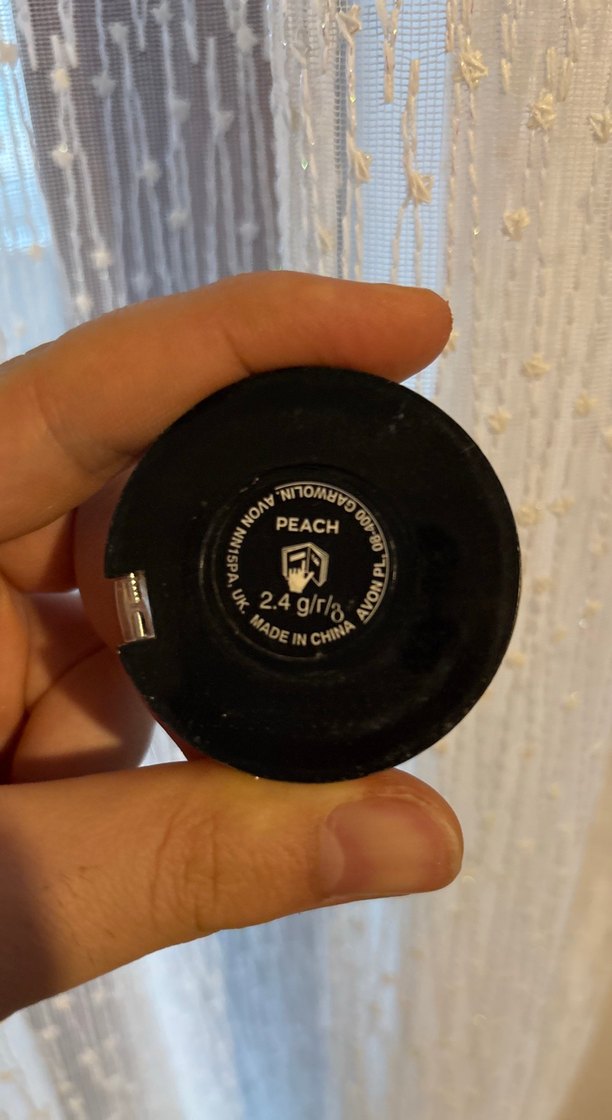 PEACH
2.4 g/r/გ
AVON NN15PA, UK. MADE IN CHINA AVON PL 08-400 GARWOLIN.